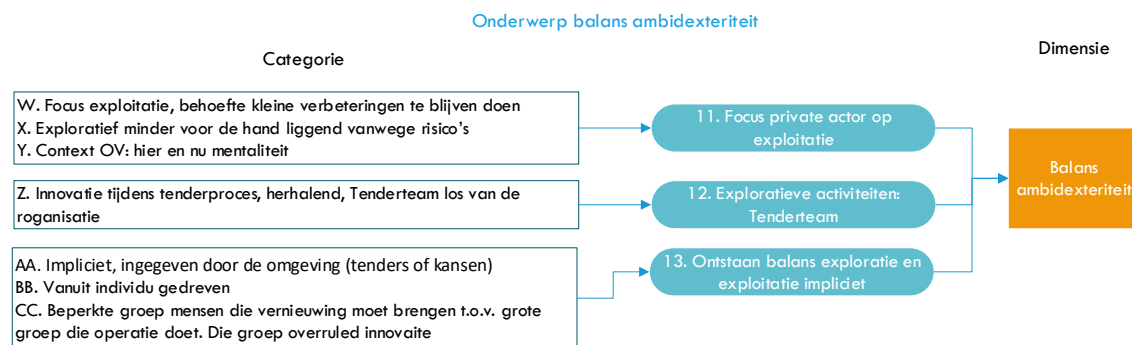 Onderwerp balans ambidexteriteit
Categorie
Dimensie
W. Focus exploitatie, behoefte kleine verbeteringen te blijven doen
X. Exploratief minder voor de hand liggend vanwege risico's
Y. Context OV: hier en nu mentaliteit
11. Focus private actor op
exploitatie
Z. Innovatie tijdens tenderproces, herhalend, Tenderteam los van de
roganisatie
12. Exploratieve activiteiten:
Tenderteam
AA. Impliciet, ingegeven door de omgeving (tenders of kansen)
BB. Vanuit individu gedreven
CC. Beperkte groep mensen die vernieuwing moet brengen t.o.v. grote
groep die operatie doet. Die groep overruled innovaite
13. Ontstaan balans exploratie en
exploitatie impliciet
Balans
ambidexteriteit